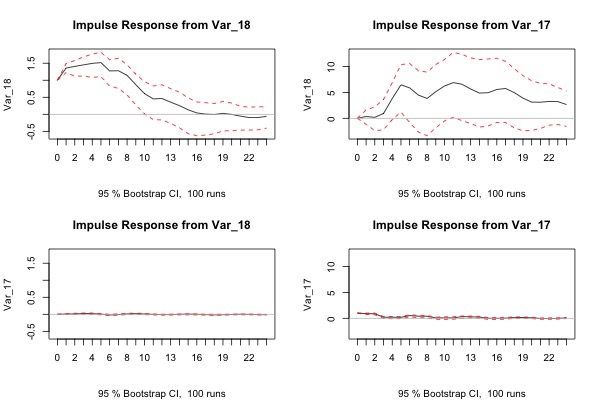 Impulse Response from Var_18
Var_18
-0.5 0.5 1.5
0 2 4 6 8 10 13 16 19 22
95 % Bootstrap CI, 100 runs
Impulse Response from Var_17
Var_18
0 5 10
0 2 4 6 8 10 13 16 19 22
95 % Bootstrap CI, 100 runs
Impulse Response from Var_18
Var_17
-0.5 0.5 1.5
0 2 4 6 8 10 13 16 19 22
95 % Bootstrap CI, 100 runs
Impulse Response from Var_17
Var_17
0 5 10
0 2 4 6 8 10 13 16 19 22
95 % Bootstrap CI, 100 runs